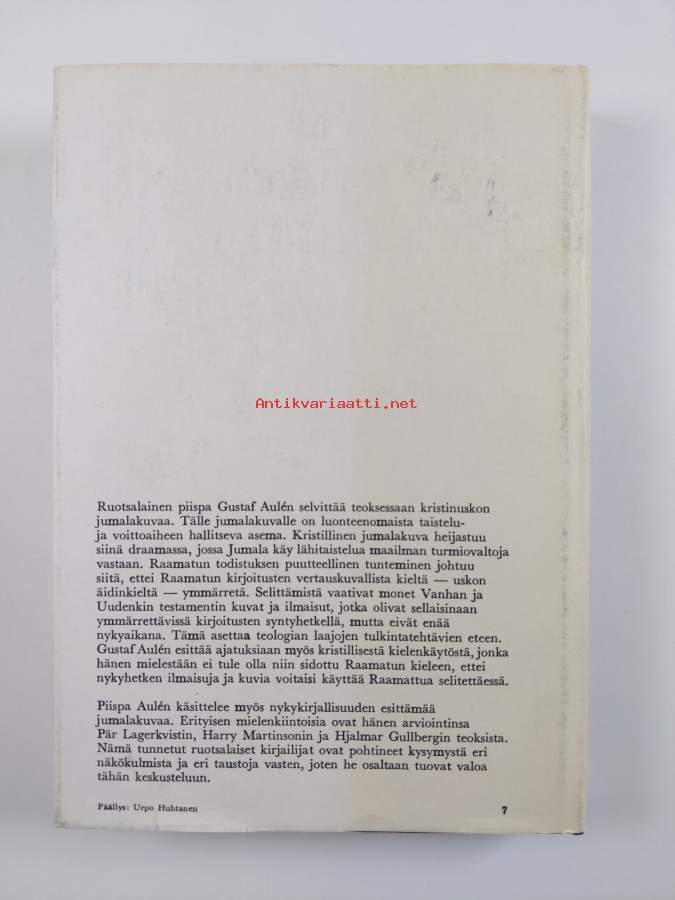 Antikvariaatti.net
Ruotsalainen piispa Gustaf Aulén selvittää teoksessaan kristinuskon
jumalakuvaa. Tälle jumalakuvalle on luonteenomaista taistelu-
ja voittoaiheen hallitseva asema. Kristillinen jumalakuva heijastuu
siinä draamassa, jossa Jumala käy lähitaistelua maailman turmiovaltoja
vastaan. Raamatun todistuksen puutteellinen tunteminen johtuu
siitä, ettei Raamatun kirjoitusten vertauskuvallista kieltä — uskon
äidinkieltä — ymmärretä. Selittämistä vaativat monet Vanhan ja
Uudenkin testamentin kuvat ja ilmaisut, jotka olivat sellaisinaan
ymmärrettävissä kirjoitusten syntyhetkellä, mutta eivät enää
nykyaikana. Tämä asettaa teologian laajojen tulkintatehtävien eteen.
Gustaf Aulén esittää ajatuksiaan myös kristillisestä kielenkäytöstä, jonka
hänen mielestään ei tule olla niin sidottu Raamatun kieleen, ettei
nykyhetken ilmaisuja ja kuvia voitaisi käyttää Raamattua selitettäessä.
Piispa Aulén käsittelee myös nykykirjallisuuden esittämää
jumalakuvaa. Erityisen mielenkiintoisia ovat hänen arviointinsa
Pär Lagerkvistin, Harry Martinsonin ja Hjalmar Gullbergin teoksista.
Nämä tunnetut ruotsalaiset kirjailijat ovat pohtineet kysymystä eri
näkökulmista ja eri taustoja vasten, joten he osaltaan tuovat valoa
tähän keskusteluun.
Päällys: Urpo Huhtanen
7